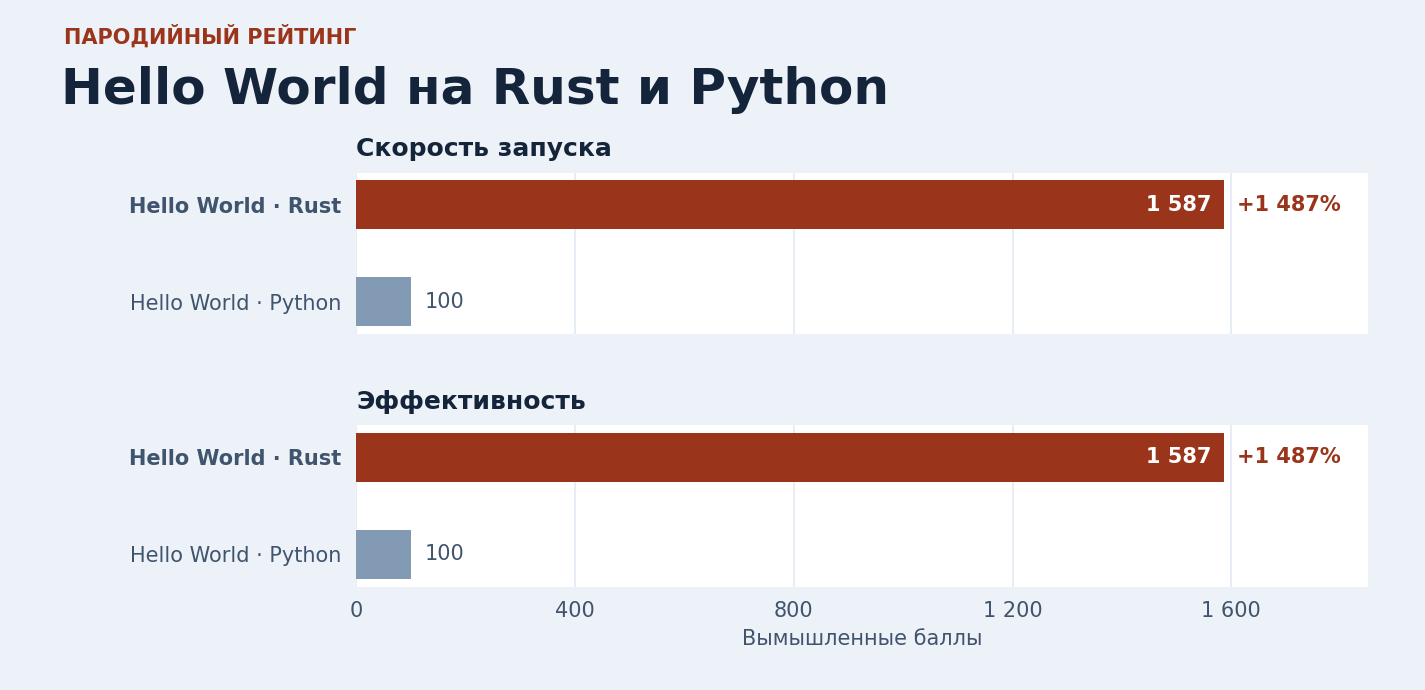 ПАРОДИЙНЫЙ РЕЙТИНГ
Hello World на Rust и Python
Скорость запуска
Hello World · Rust 1 587 +1 487%
Hello World · Python 100
Эффективность
Hello World · Rust 1 587 +1 487%
Hello World · Python 100
0 400 800 1 200 1 600
Вымышленные баллы